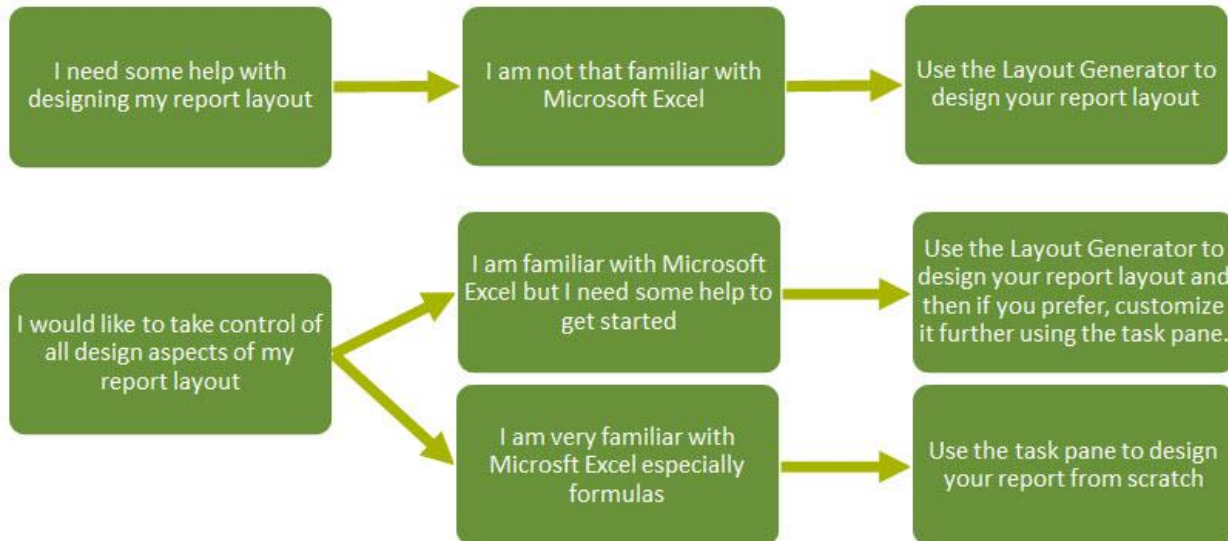 I need some help with
designing my report layout
I am not that familiar with
Microsoft Excel
Use the Layout Generator to
design your report layout
I would like to take control of
all design aspects of my
report layout
I am familiar with Microsoft
Excel but I need some help to
get started
Use the Layout Generator to
design your report layout and
then if you prefer, customize
it further using the task pane.
I am very familiar with
Microsft Excel especially
formulas
Use the task pane to design
your report from scratch